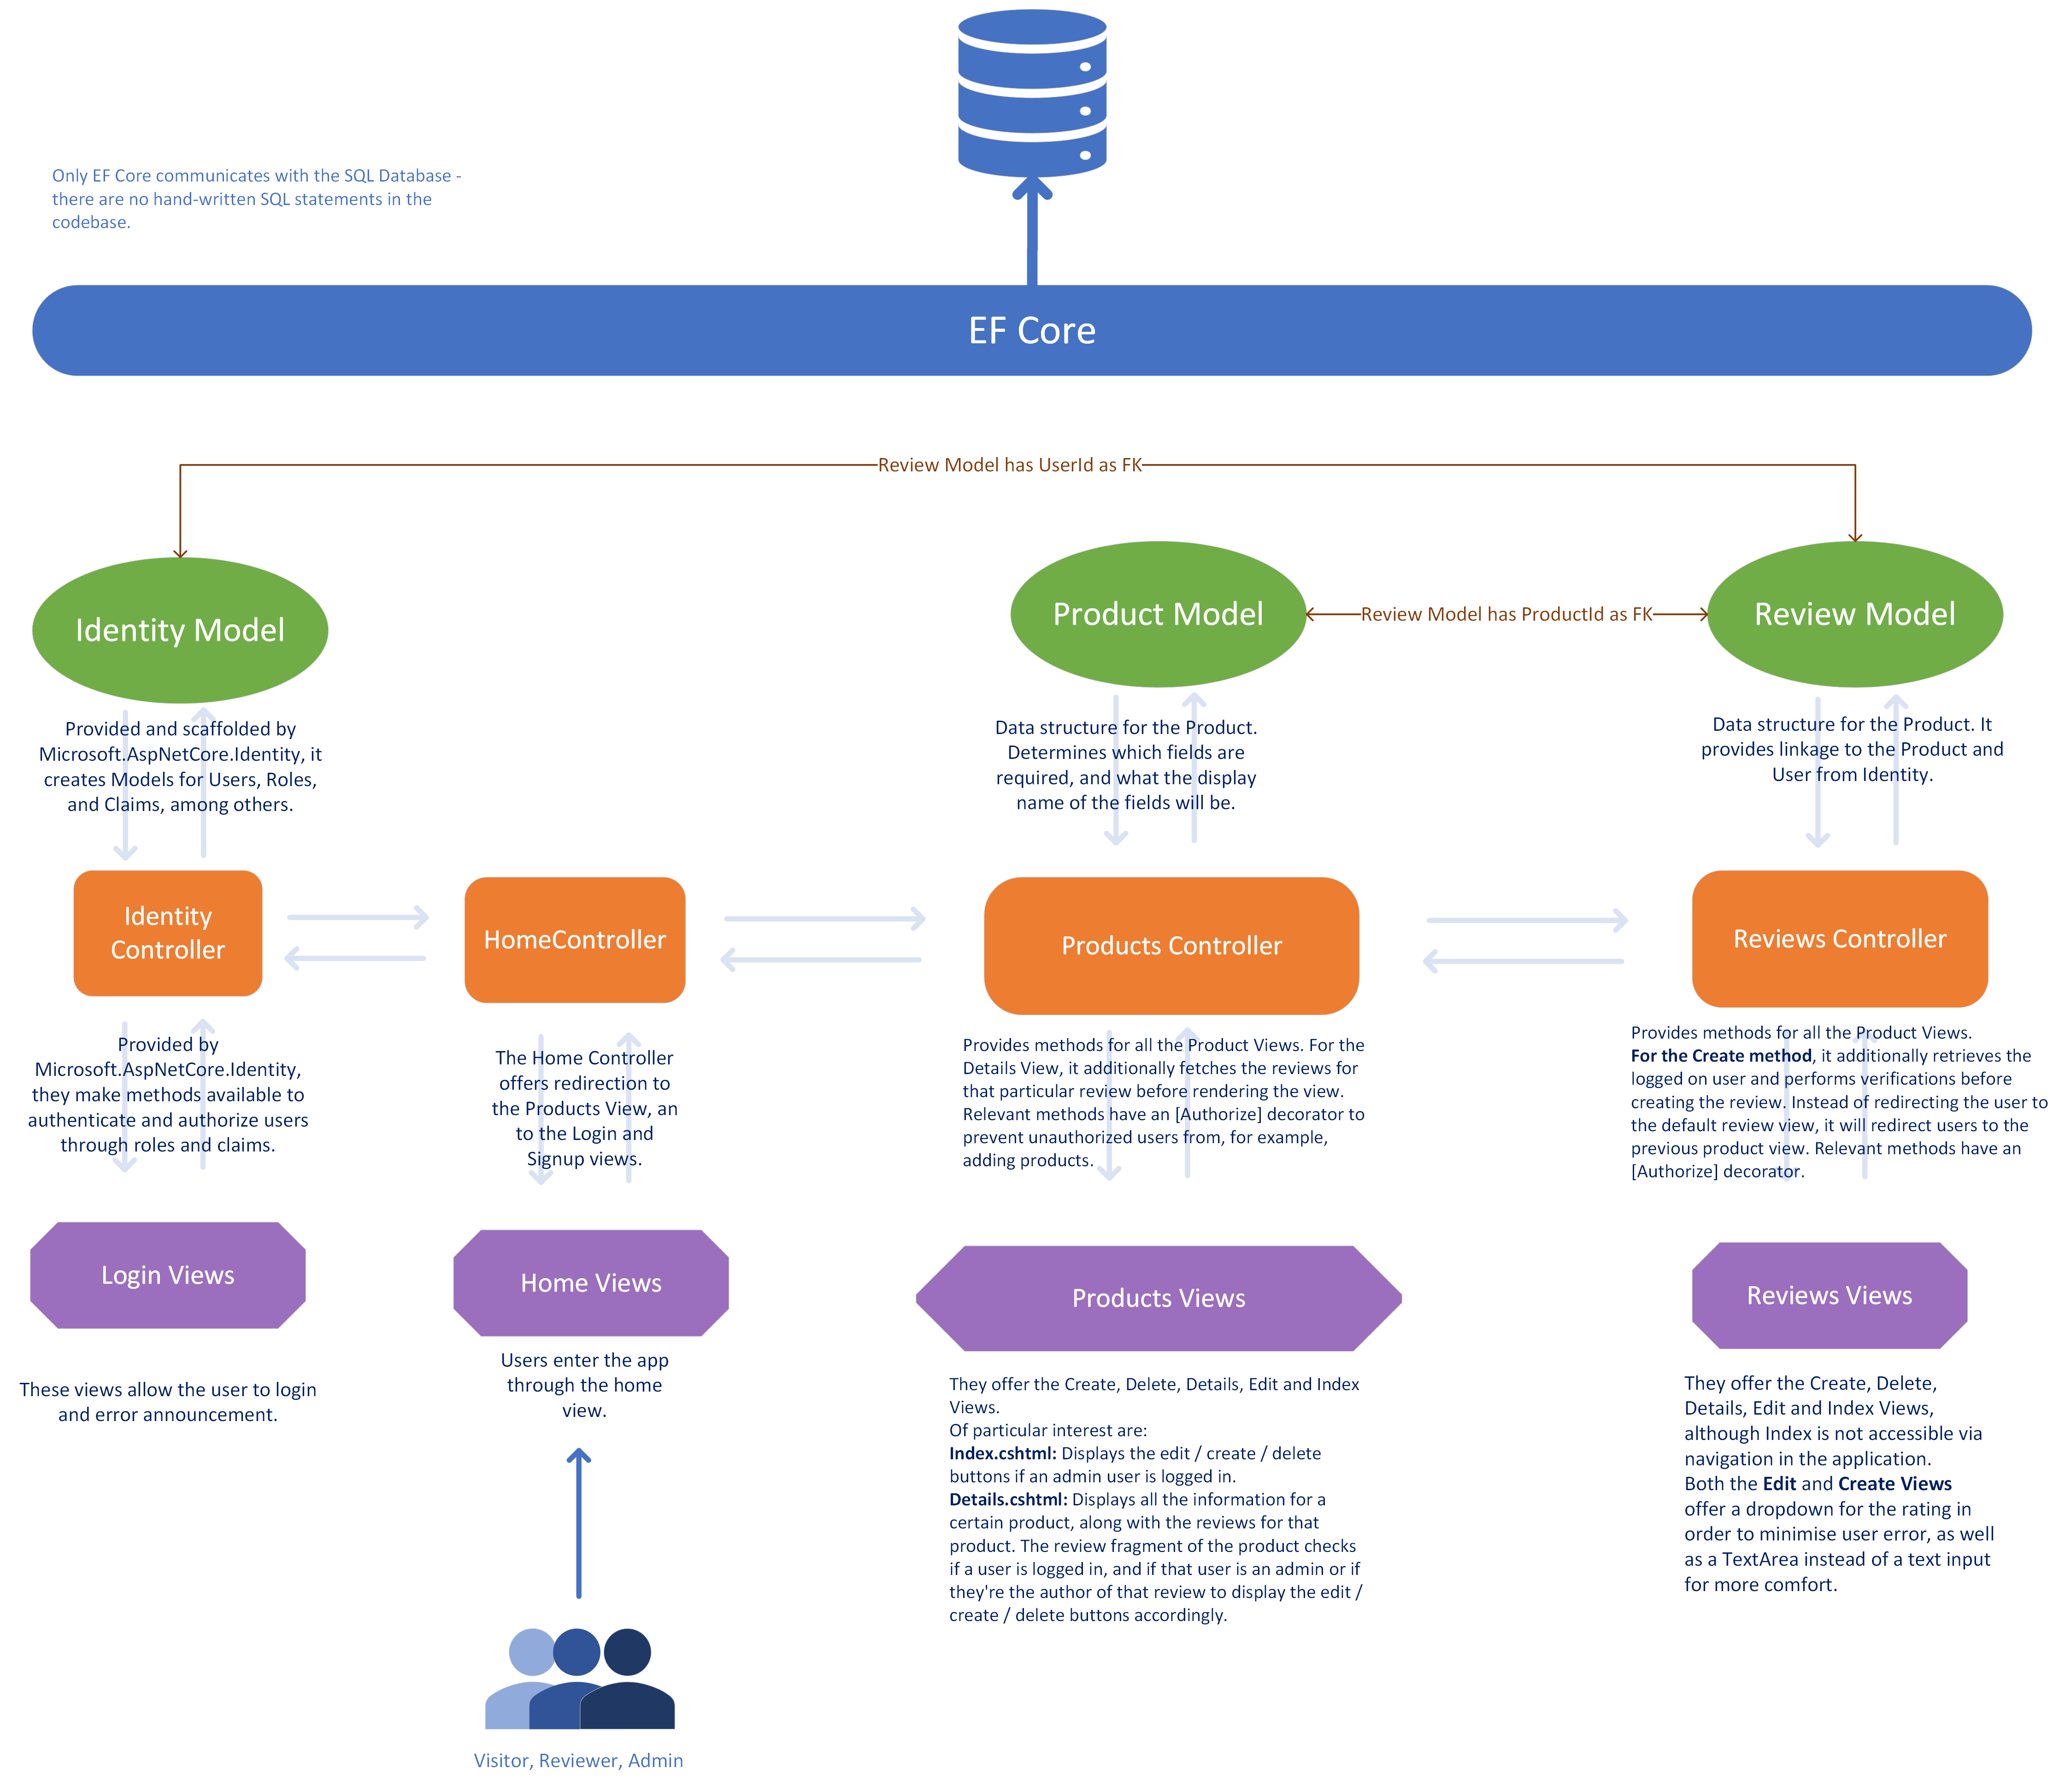 Only EF Core communicates with the SQL Database -
there are no hand-written SQL statements in the
codebase.
EF Core
Review Model has UserId as FK
Identity Model
Product Model
Review Model has ProductId as FK
Review Model
Provided and scaffolded by
Microsoft.AspNetCore.Identity, it
creates Models for Users, Roles,
and Claims, among others.
Data structure for the Product.
Determines which fields are
required, and what the display
name of the fields will be.
Data structure for the Product. It
provides linkage to the Product and
User from Identity.
Identity
Controller
HomeController
Products Controller
Reviews Controller
Provided by
Microsoft.AspNetCore.Identity,
they make methods available to
authenticate and authorize users
through roles and claims.
The Home Controller
offers redirection to
the Products View, an
to the Login and
Signup views.
Provides methods for all the Product Views. For the
Details View, it additionally fetches the reviews for
that particular review before rendering the view.
Relevant methods have an [Authorize] decorator to
prevent unauthorized users from, for example,
adding products.
Provides methods for all the Product Views.
For the Create method, it additionally retrieves the
logged on user and performs verifications before
creating the review. Instead of redirecting the user to
the default review view, it will redirect users to the
previous product view. Relevant methods have an
[Authorize] decorator.
Login Views
Home Views
Products Views
Reviews Views
These views allow the user to login
and error announcement.
Users enter the app
through the home
view.
They offer the Create, Delete, Details, Edit and Index
Views.
Of particular interest are:
Index.cshtml: Displays the edit / create / delete
buttons if an admin user is logged in.
Details.cshtml: Displays all the information for a
certain product, along with the reviews for that
product. The review fragment of the product checks
if a user is logged in, and if that user is an admin or if
they're the author of that review to display the edit /
create / delete buttons accordingly.
They offer the Create, Delete,
Details, Edit and Index Views,
although Index is not accessible via
navigation in the application.
Both the Edit and Create Views
offer a dropdown for the rating in
order to minimise user error, as well
as a TextArea instead of a text input
for more comfort.
Visitor, Reviewer, Admin